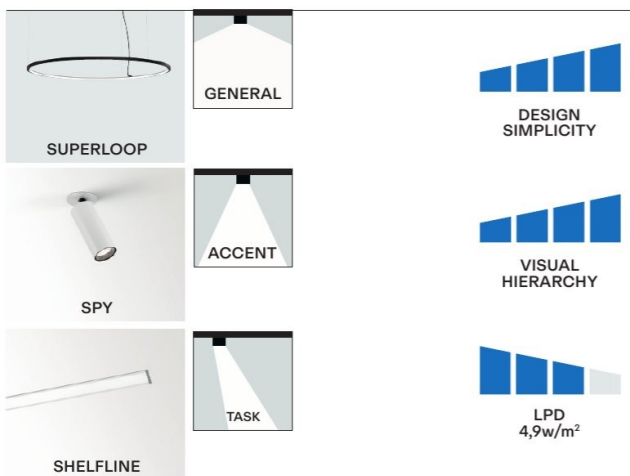 SUPERLOOP
GENERAL
DESIGN
SIMPLICITY
SPY
ACCENT
VISUAL
HIERARCHY
SHELFLINE
TASK
LPD
4,9w/m²